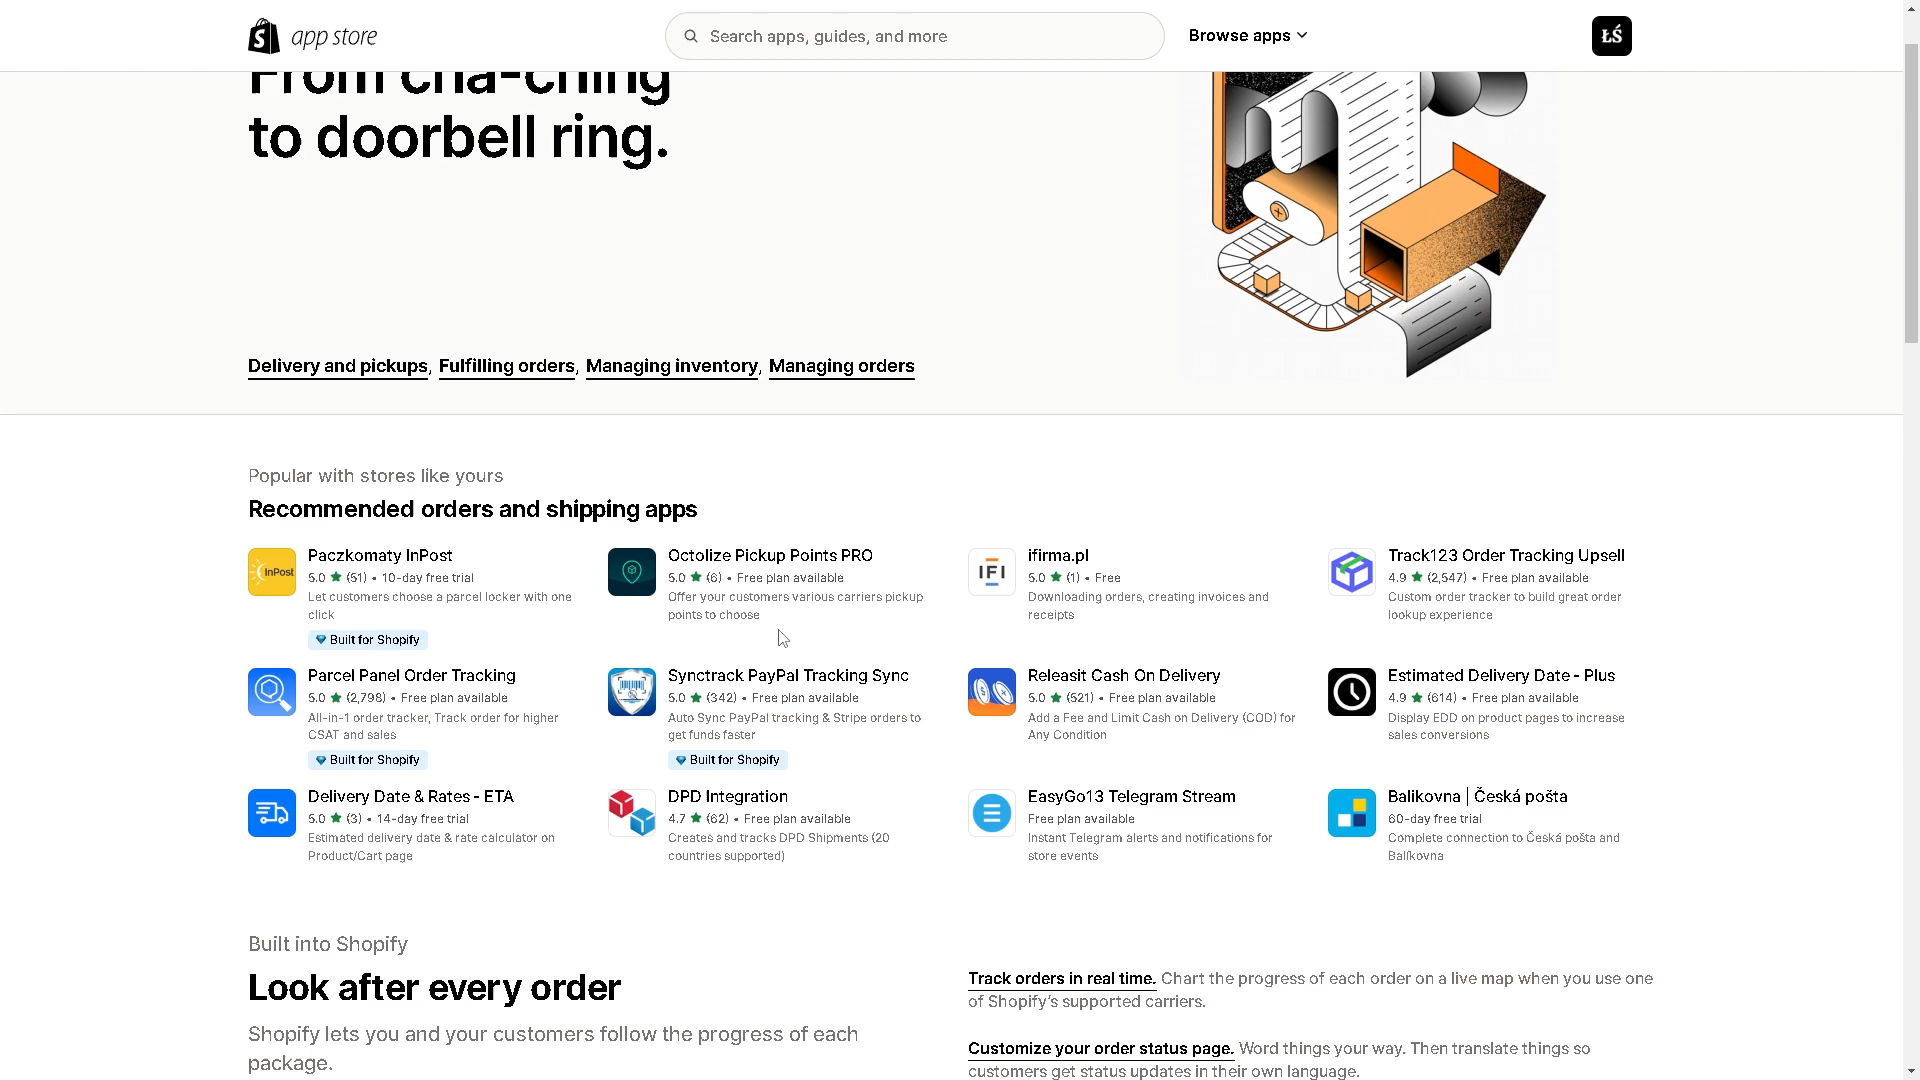 app store
Search apps, guides, and more
Browse apps
ŁŚ
From cha-ching
to doorbell ring.
Delivery and pickups, Fulfilling orders, Managing inventory, Managing orders
Popular with stores like yours
Recommended orders and shipping apps
Paczkomaty InPost
5.0 ★ (51) • 10-day free trial
Let customers choose a parcel locker with one
click
Built for Shopify
InPost
Octolize Pickup Points PRO
5.0 ★ (6) • Free plan available
Offer your customers various carriers pickup
points to choose
IFI
ifirma.pl
5.0 ★ (1) • Free
Downloading orders, creating invoices and
receipts
Track123 Order Tracking Upsell
4.9 ★ (2,547) • Free plan available
Custom order tracker to build great order
lookup experience
Parcel Panel Order Tracking
5.0 ★ (2,798) • Free plan available
All-in-1 order tracker, Track order for higher
CSAT and sales
Built for Shopify
Synctrack PayPal Tracking Sync
5.0 ★ (342) • Free plan available
Auto Sync PayPal tracking & Stripe orders to
get funds faster
Built for Shopify
Releasit Cash On Delivery
5.0 ★ (521) • Free plan available
Add a Fee and Limit Cash on Delivery (COD) for
Any Condition
Estimated Delivery Date - Plus
4.9 ★ (614) • Free plan available
Display EDD on product pages to increase
sales conversions
Delivery Date & Rates - ETA
5.0 ★ (3) • 14-day free trial
Estimated delivery date & rate calculator on
Product/Cart page
DPD Integration
4.7 ★ (62) • Free plan available
Creates and tracks DPD Shipments (20
countries supported)
EasyGo13 Telegram Stream
Free plan available
Instant Telegram alerts and notifications for
store events
Balikovna | Česká pošta
60-day free trial
Complete connection to Česká pošta and
Balíkovna
Built into Shopify
Look after every order
Shopify lets you and your customers follow the progress of each
package.
Track orders in real time. Chart the progress of each order on a live map when you use one
of Shopify's supported carriers.
Customize your order status page. Word things your way. Then translate things so
customers get status updates in their own language.